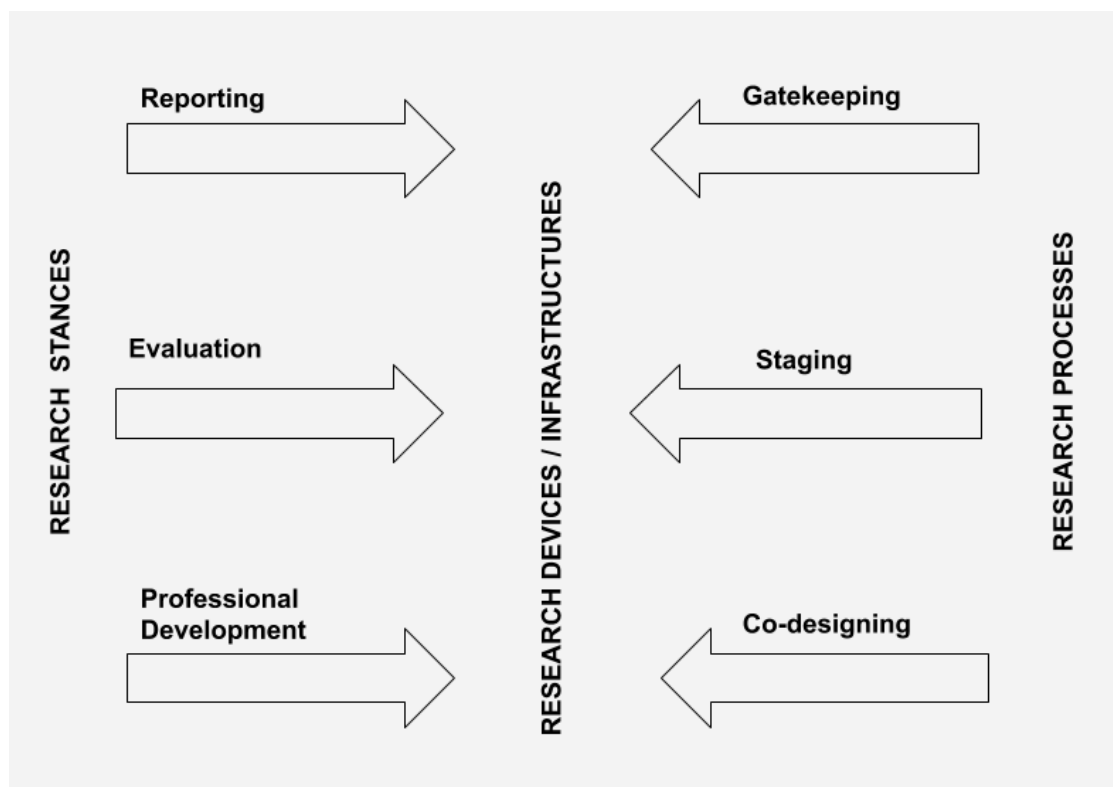 Reporting
Gatekeeping
RESEARCH STANCES
Evaluation
RESEARCH DEVICES / INFRASTRUCTURES
Staging
RESEARCH PROCESSES
Professional
Development
Co-designing